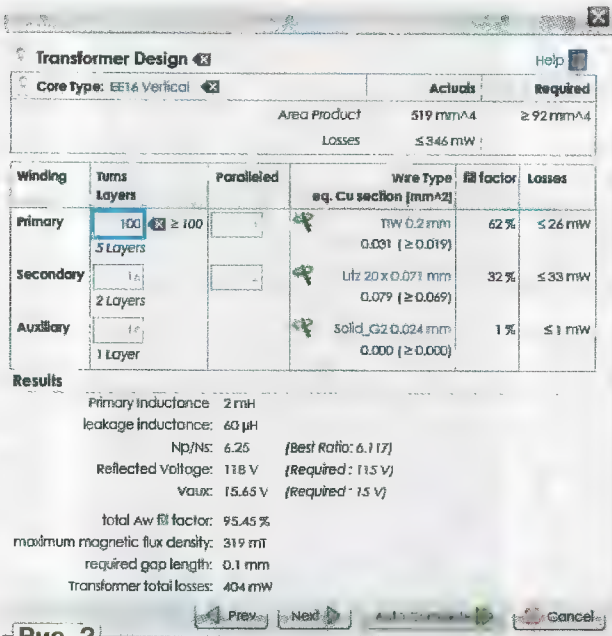 Transformer Design
Help
Core Type: EE16 Vertical Actuals Required
Area Product 519 mm^4 ≥ 92 mm^4
Losses ≤ 346 mW
Winding Turns Layers Paralleled Wire Type eq. Cu section [mm^2] fill factor Losses
Primary 100 ≥ 100 TIW 0.2 mm 62 % ≤ 26 mW
5 Layers 0.031 ( ≥ 0.019)
Secondary 16 Litz 20 x 0.071 mm 32 % ≤ 33 mW
2 Layers 0.079 ( ≥ 0.069)
Auxiliary Solid_G2 0.024 mm 1 % ≤ 1 mW
1 Layer 0.000 ( ≥ 0.000)
Results
Primary Inductance 2 mH
leakage inductance: 60 µH
Np/Ns: 6.25 (Best Ratio: 6.117)
Reflected Voltage: 118 V (Required : 115 V)
Vaux: 15.65 V (Required : 15 V)
total Aw fill factor: 95.45 %
maximum magnetic flux density: 319 mT
required gap length: 0.1 mm
Transformer total losses: 404 mW
Prev Next Cancel
Рис. 2